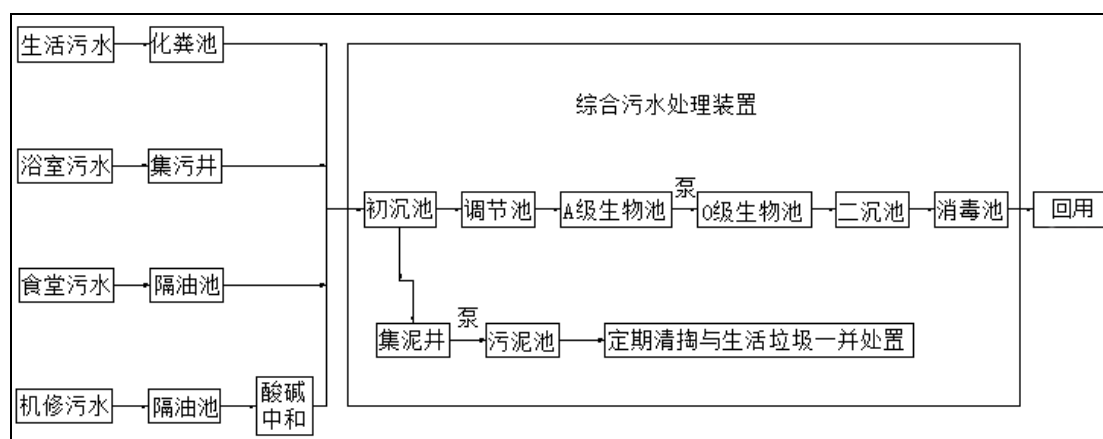 生活污水
化粪池
综合污水处理装置
浴室污水
集污井
初沉池
调节池
A级生物池
泵
O级生物池
二沉池
消毒池
回用
食堂污水
隔油池
集泥井
泵
污泥池
定期清掏与生活垃圾一并处置
机修污水
隔油池
酸碱
中和